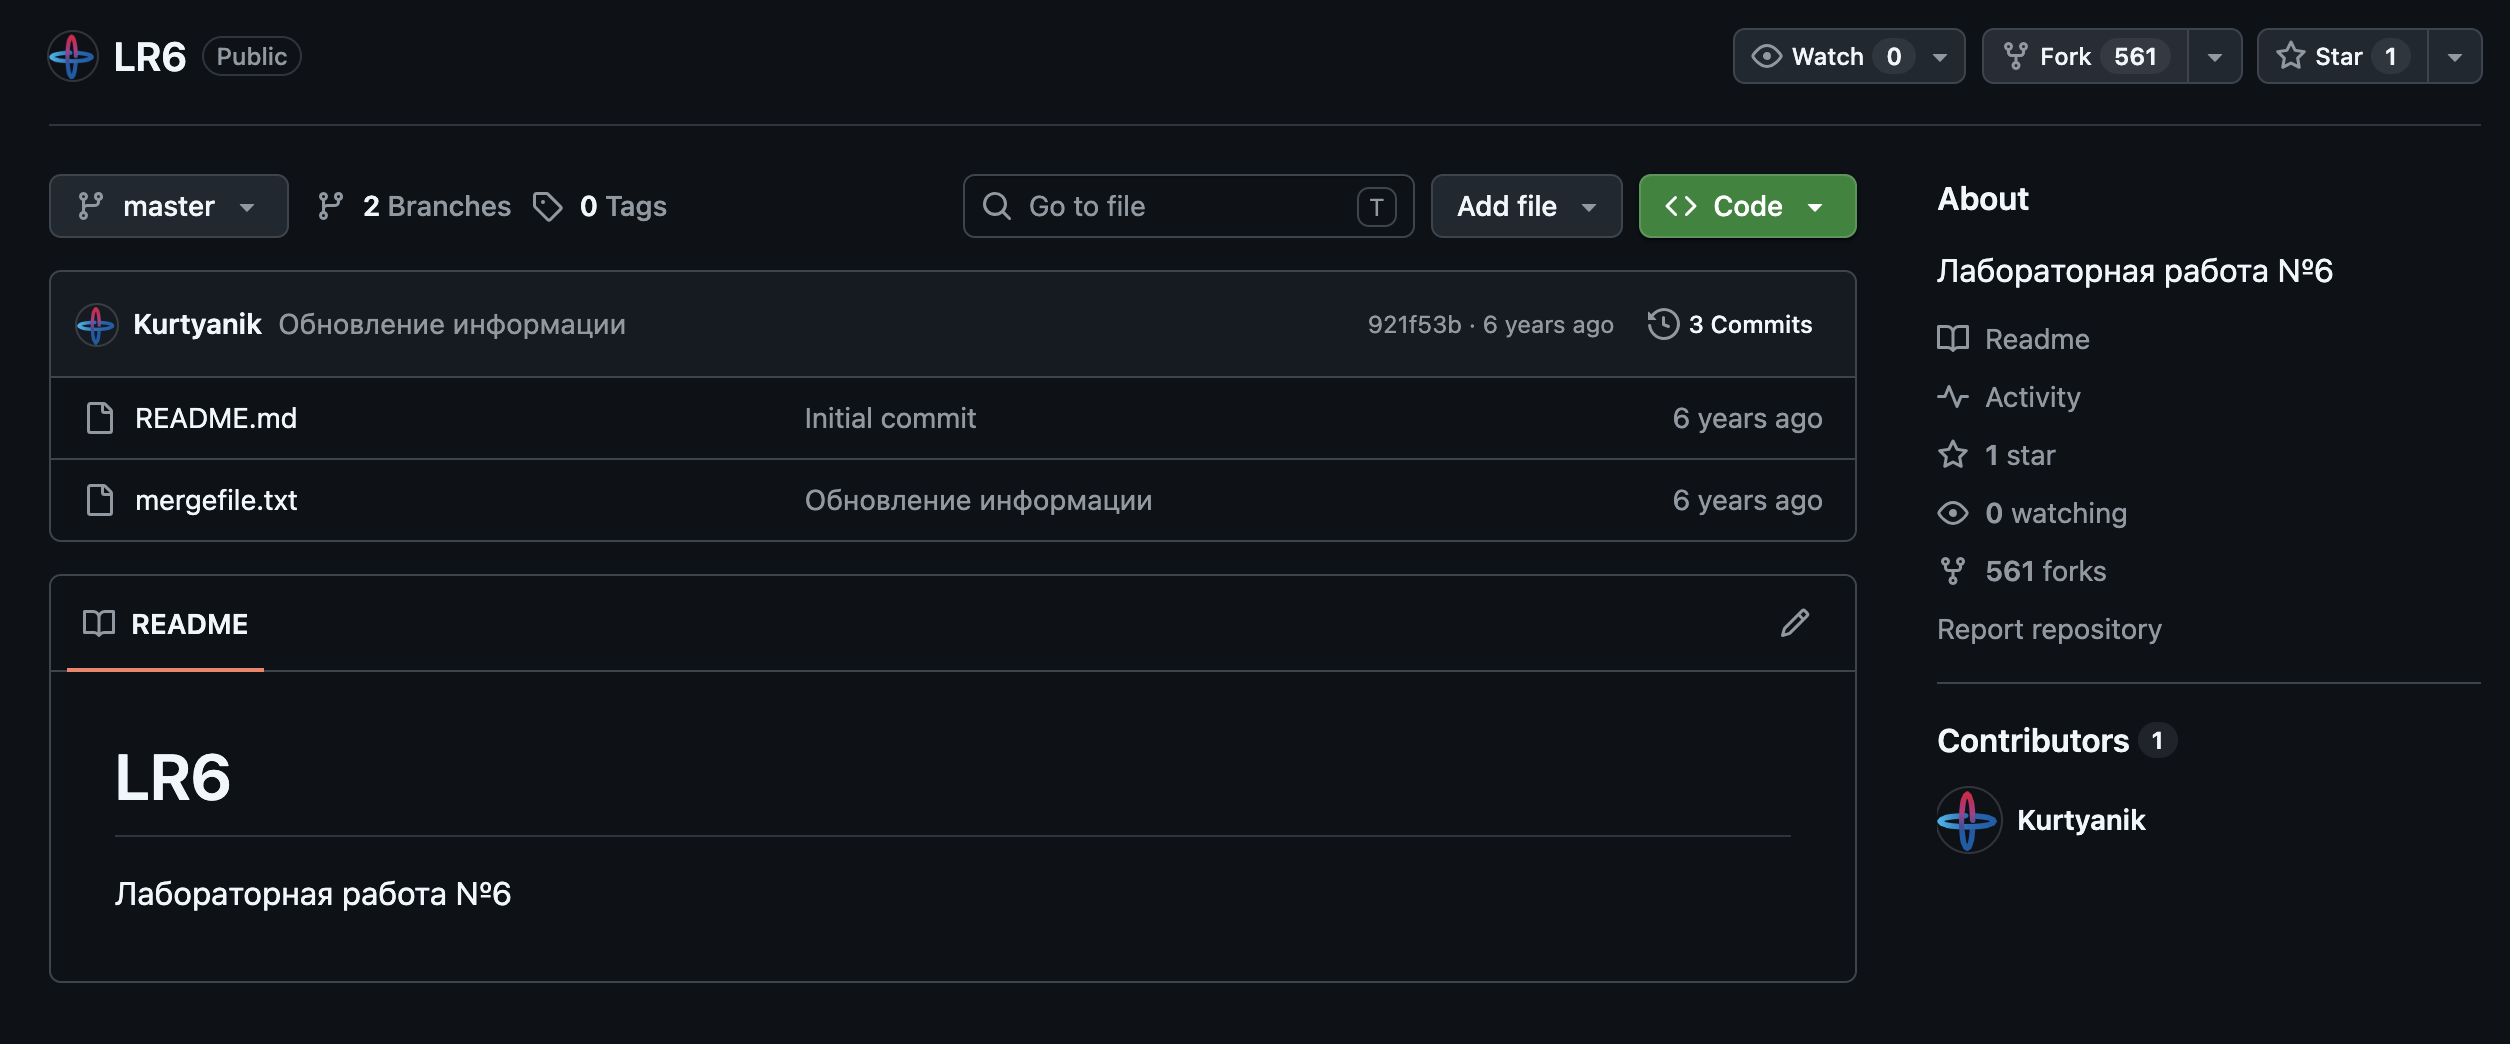 LR6 Public
Watch 0 Fork 561 Star 1
master 2 Branches 0 Tags Go to file T Add file Code
Kurtyanik Обновление информации 921f53b · 6 years ago 3 Commits
README.md Initial commit 6 years ago
mergefile.txt Обновление информации 6 years ago
README
LR6
Лабораторная работа №6
About
Лабораторная работа №6
Readme
Activity
1 star
0 watching
561 forks
Report repository
Contributors 1
Kurtyanik